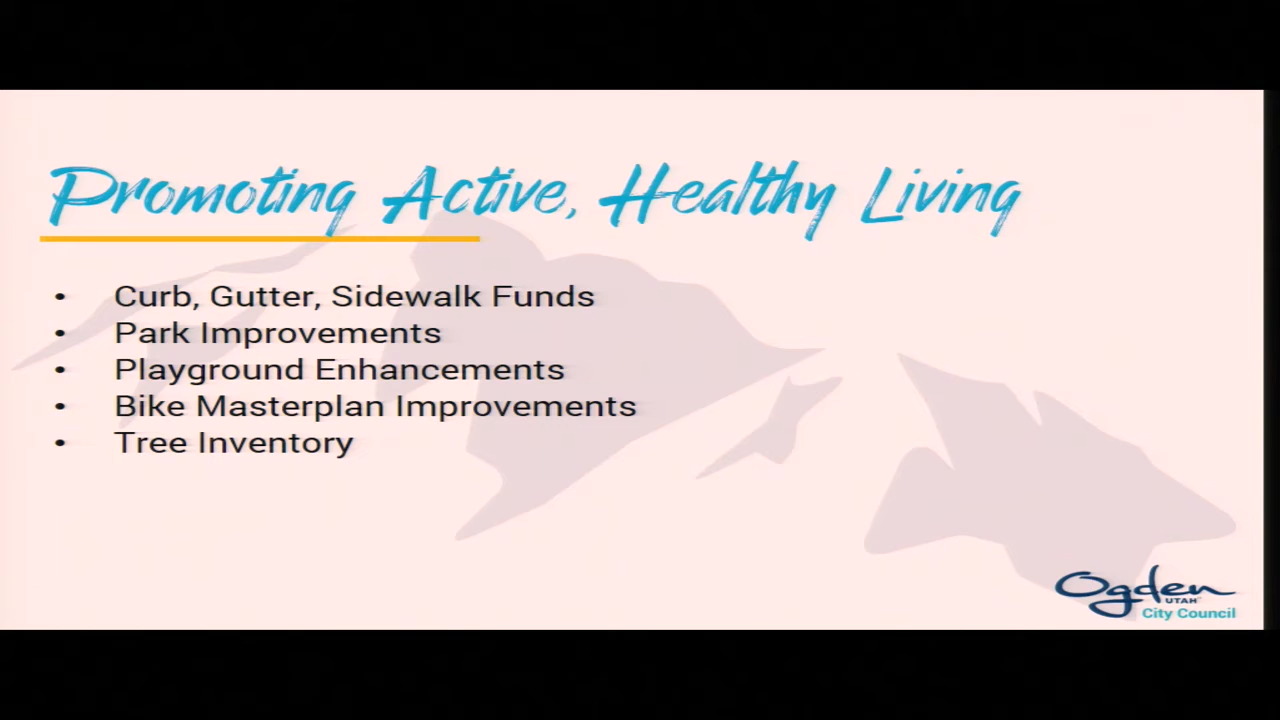 Promoting Active, Healthy Living
• Curb, Gutter, Sidewalk Funds
• Park Improvements
• Playground Enhancements
• Bike Masterplan Improvements
• Tree Inventory
Ogden
UTAH
City Council